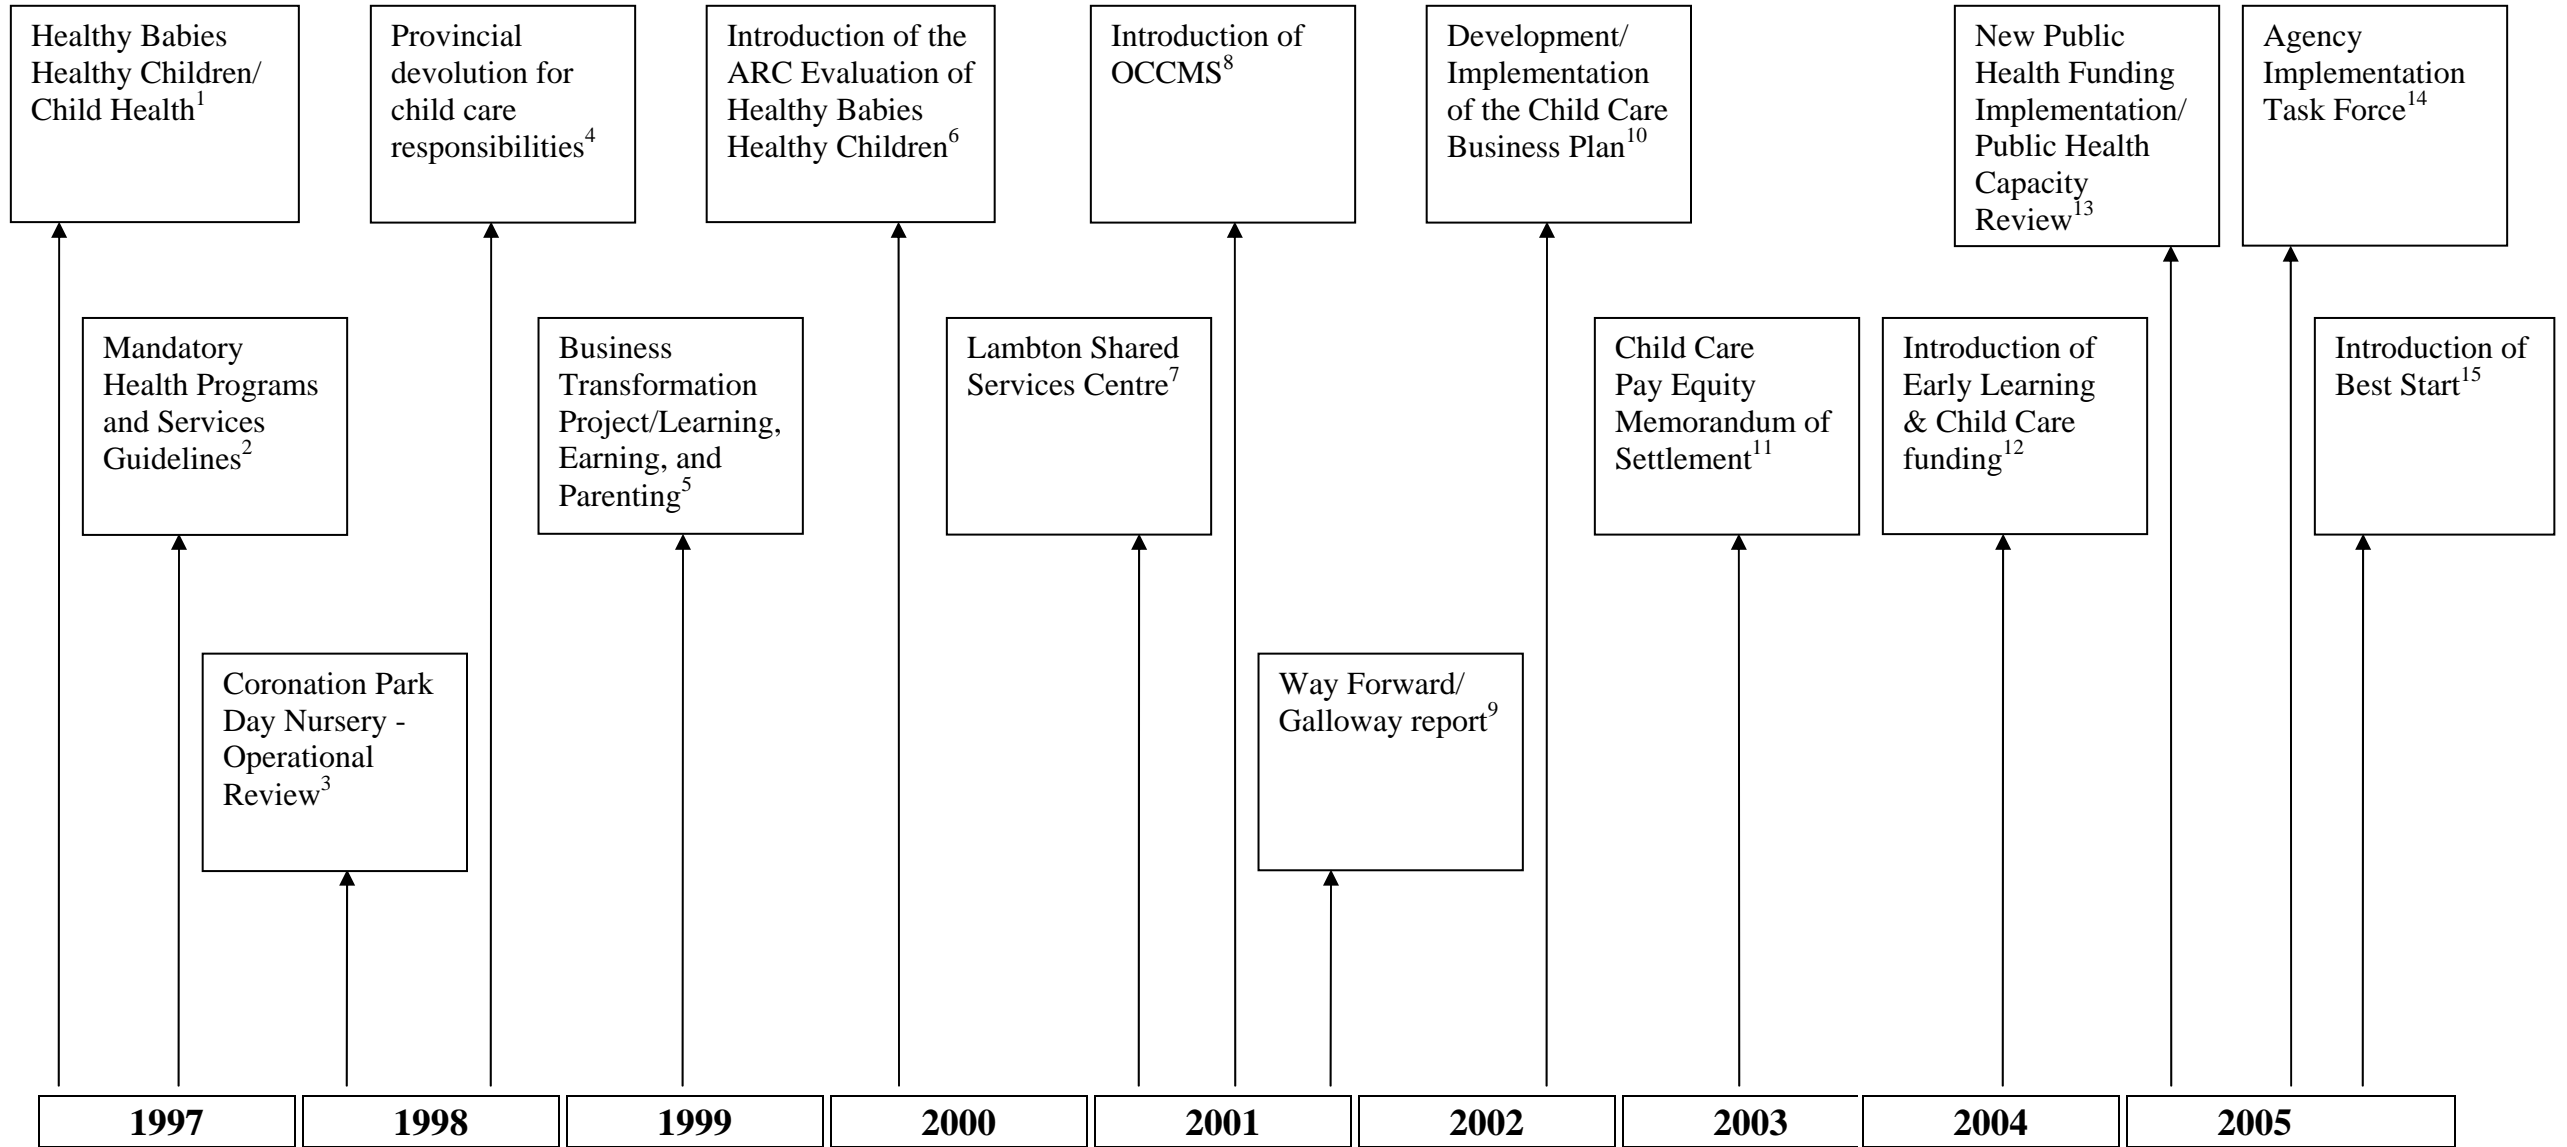 Healthy Babies
Healthy Children/
Child Health1
Provincial
devolution for
child care
responsibilities4
Introduction of the
ARC Evaluation of
Healthy Babies
Healthy Children6
Introduction of
OCCMS8
Development/
Implementation
of the Child Care
Business Plan10
New Public
Health Funding
Implementation/
Public Health
Capacity
Review13
Agency
Implementation
Task Force14
Mandatory
Health Programs
and Services
Guidelines2
Business
Transformation
Project/Learning,
Earning, and
Parenting5
Lambton Shared
Services Centre7
Child Care
Pay Equity
Memorandum of
Settlement11
Introduction of
Early Learning
& Child Care
funding12
Introduction of
Best Start15
Coronation Park
Day Nursery -
Operational
Review3
Way Forward/
Galloway report9
1997
1998
1999
2000
2001
2002
2003
2004
2005